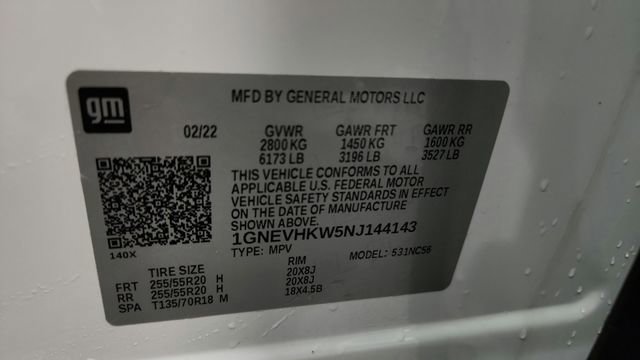 gm
MFD BY GENERAL MOTORS LLC
02/22 GVWR GAWR FRT GAWR RR
2800 KG 1450 KG 1600 KG
6173 LB 3196 LB 3527 LB
THIS VEHICLE CONFORMS TO ALL
APPLICABLE U.S. FEDERAL MOTOR
VEHICLE SAFETY STANDARDS IN EFFECT
ON THE DATE OF MANUFACTURE
SHOWN ABOVE.
1GNEVHKW5NJ144143
140X
TYPE: MPV MODEL: 531NC56
TIRE SIZE RIM
FRT 255/55R20 H 20X8J
RR 255/55R20 H 20X8J
SPA T135/70R18 M 18X4.5B